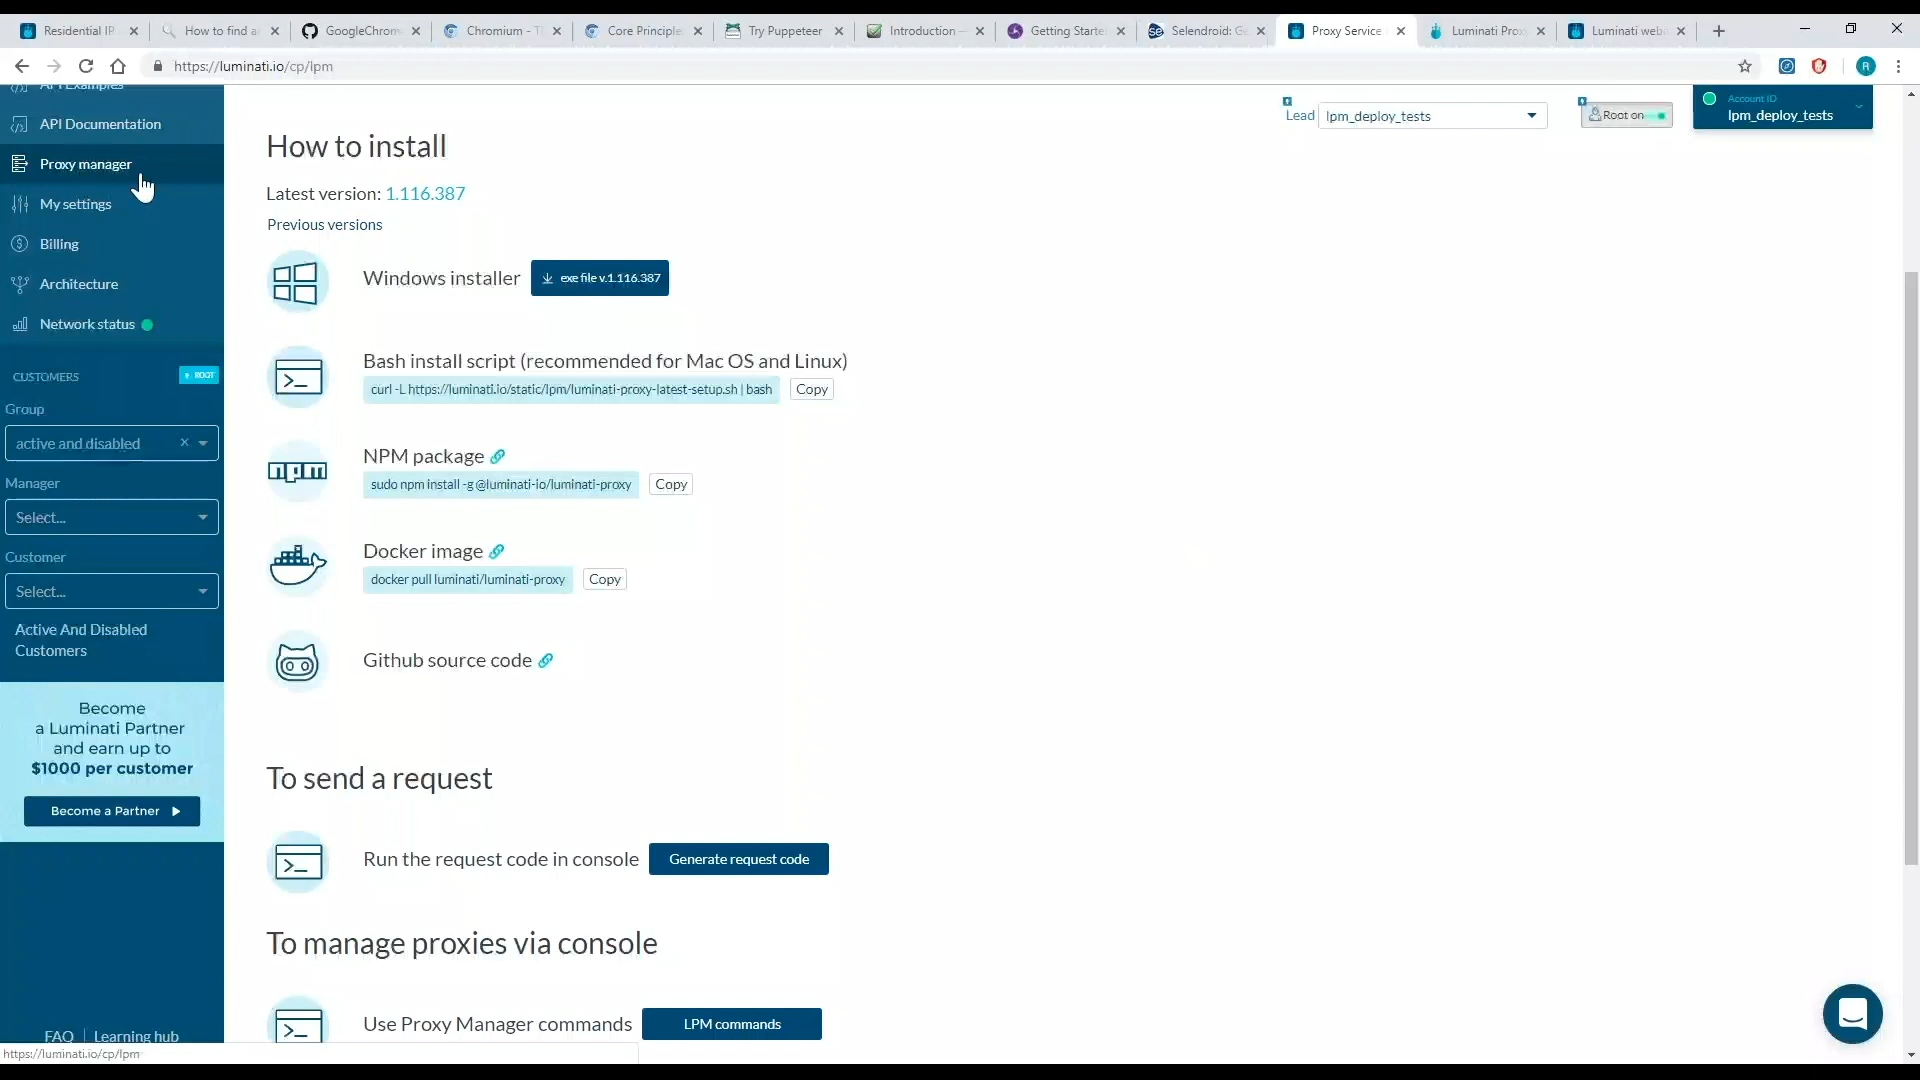 Residential IP
How to find a
GoogleChrom
Chromium - T
Core Principle
Try Puppeteer
Introduction —
Getting Starte
Selendroid: Ge
Proxy Service
Luminati Prox
Luminati web
https://luminati.io/cp/lpm
R
API Examples
API Documentation
Proxy manager
My settings
Billing
Architecture
Network status
CUSTOMERS
ROOT
Group
active and disabled
Manager
Select...
Customer
Select...
Active And Disabled
Customers
Become
a Luminati Partner
and earn up to
$1000 per customer
Become a Partner
FAQ
Learning hub
https://luminati.io/cp/lpm
Lead
lpm_deploy_tests
Root on
Account ID
lpm_deploy_tests
How to install
Latest version: 1.116.387
Previous versions
Windows installer
exe file v.1.116.387
Bash install script (recommended for Mac OS and Linux)
curl -L https://luminati.io/static/lpm/luminati-proxy-latest-setup.sh | bash
Copy
npm
NPM package
sudo npm install -g @luminati-io/luminati-proxy
Copy
Docker image
docker pull luminati/luminati-proxy
Copy
Github source code
To send a request
Run the request code in console
Generate request code
To manage proxies via console
Use Proxy Manager commands
LPM commands